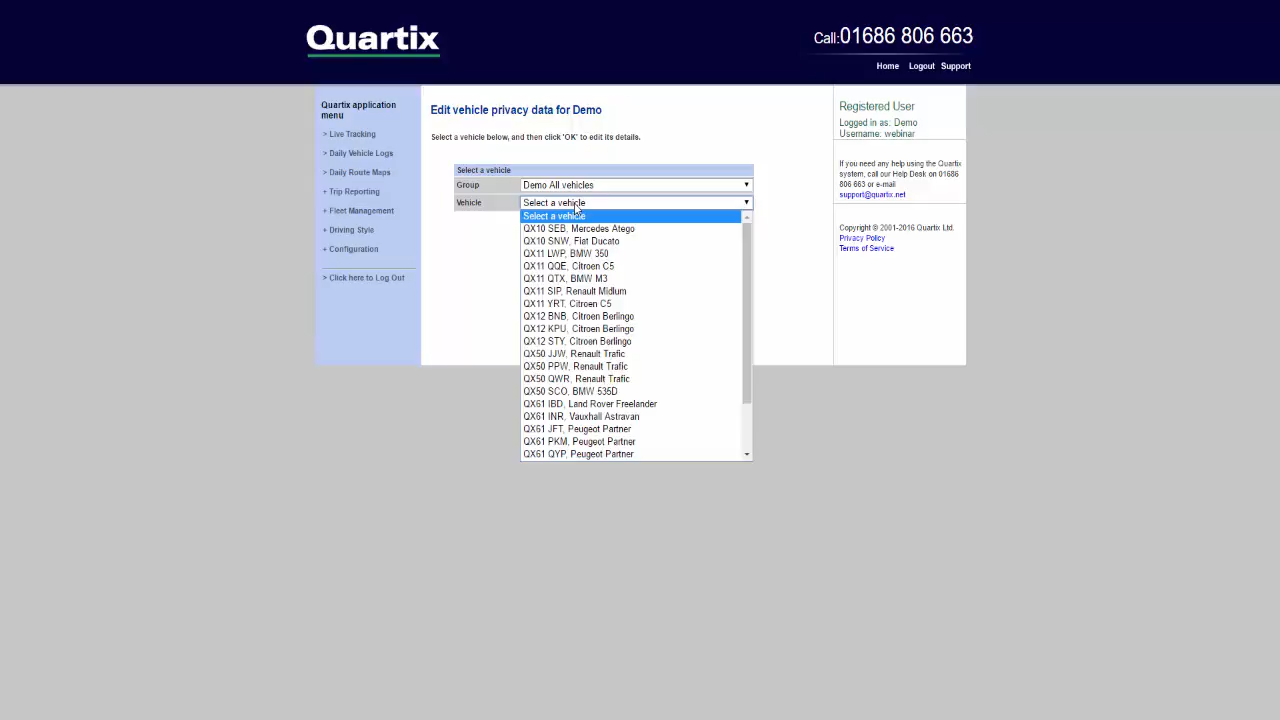 Quartix
Call:01686 806 663
Home Logout Support
Quartix application
menu
> Live Tracking
> Daily Vehicle Logs
> Daily Route Maps
+ Trip Reporting
+ Fleet Management
+ Driving Style
+ Configuration
> Click here to Log Out
Edit vehicle privacy data for Demo
Select a vehicle below, and then click 'OK' to edit its details.
Select a vehicle
Group Demo All vehicles
Vehicle Select a vehicle
Select a vehicle
QX10 SEB, Mercedes Atego
QX10 SNW, Fiat Ducato
QX11 LWP, BMW 350
QX11 QQE, Citroen C5
QX11 QTX, BMW M3
QX11 SIP, Renault Midlum
QX11 YRT, Citroen C5
QX12 BNB, Citroen Berlingo
QX12 KPU, Citroen Berlingo
QX12 STY, Citroen Berlingo
QX50 JJW, Renault Trafic
QX50 PPW, Renault Trafic
QX50 QWR, Renault Trafic
QX50 SCO, BMW 535D
QX61 IBD, Land Rover Freelander
QX61 INR, Vauxhall Astravan
QX61 JFT, Peugeot Partner
QX61 PKM, Peugeot Partner
QX61 QYP, Peugeot Partner
Registered User
Logged in as: Demo
Username: webinar
If you need any help using the Quartix
system, call our Help Desk on 01686
806 663 or e-mail
support@quartix.net
Copyright © 2001-2016 Quartix Ltd.
Privacy Policy
Terms of Service